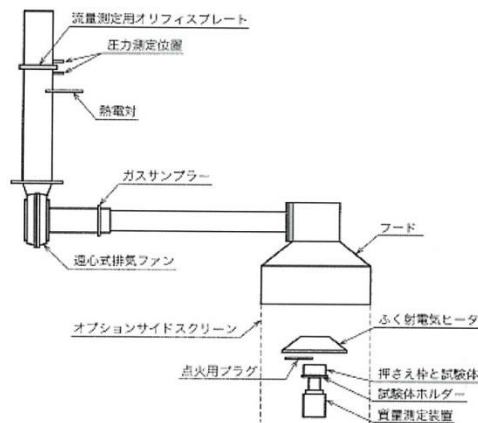 流量測定用オリフィスプレート
圧力測定位置
熱電対
ガスサンプラー
フード
遠心式排気ファン
オプションサイドスクリーン
ふく射電気ヒータ
点火用プラグ
押さえ枠と試験体
試験体ホルダー
質量測定装置